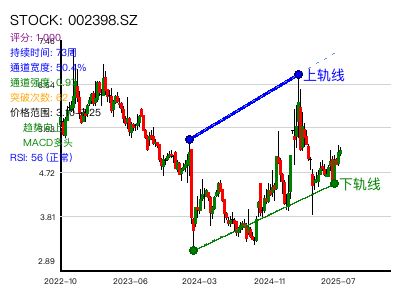 STOCK: 002398.SZ
评分: 1.000
持续时间: 73周
通道宽度: 50.4%
通道强度: 0.9
突破次数: 62
价格范围: 3.
趋势向上
MACD多头
RSI: 56 (正常)
上轨线
下轨线
7.46
4.72
3.81
2.89
2022-10
2023-06
2024-03
2024-11
2025-07